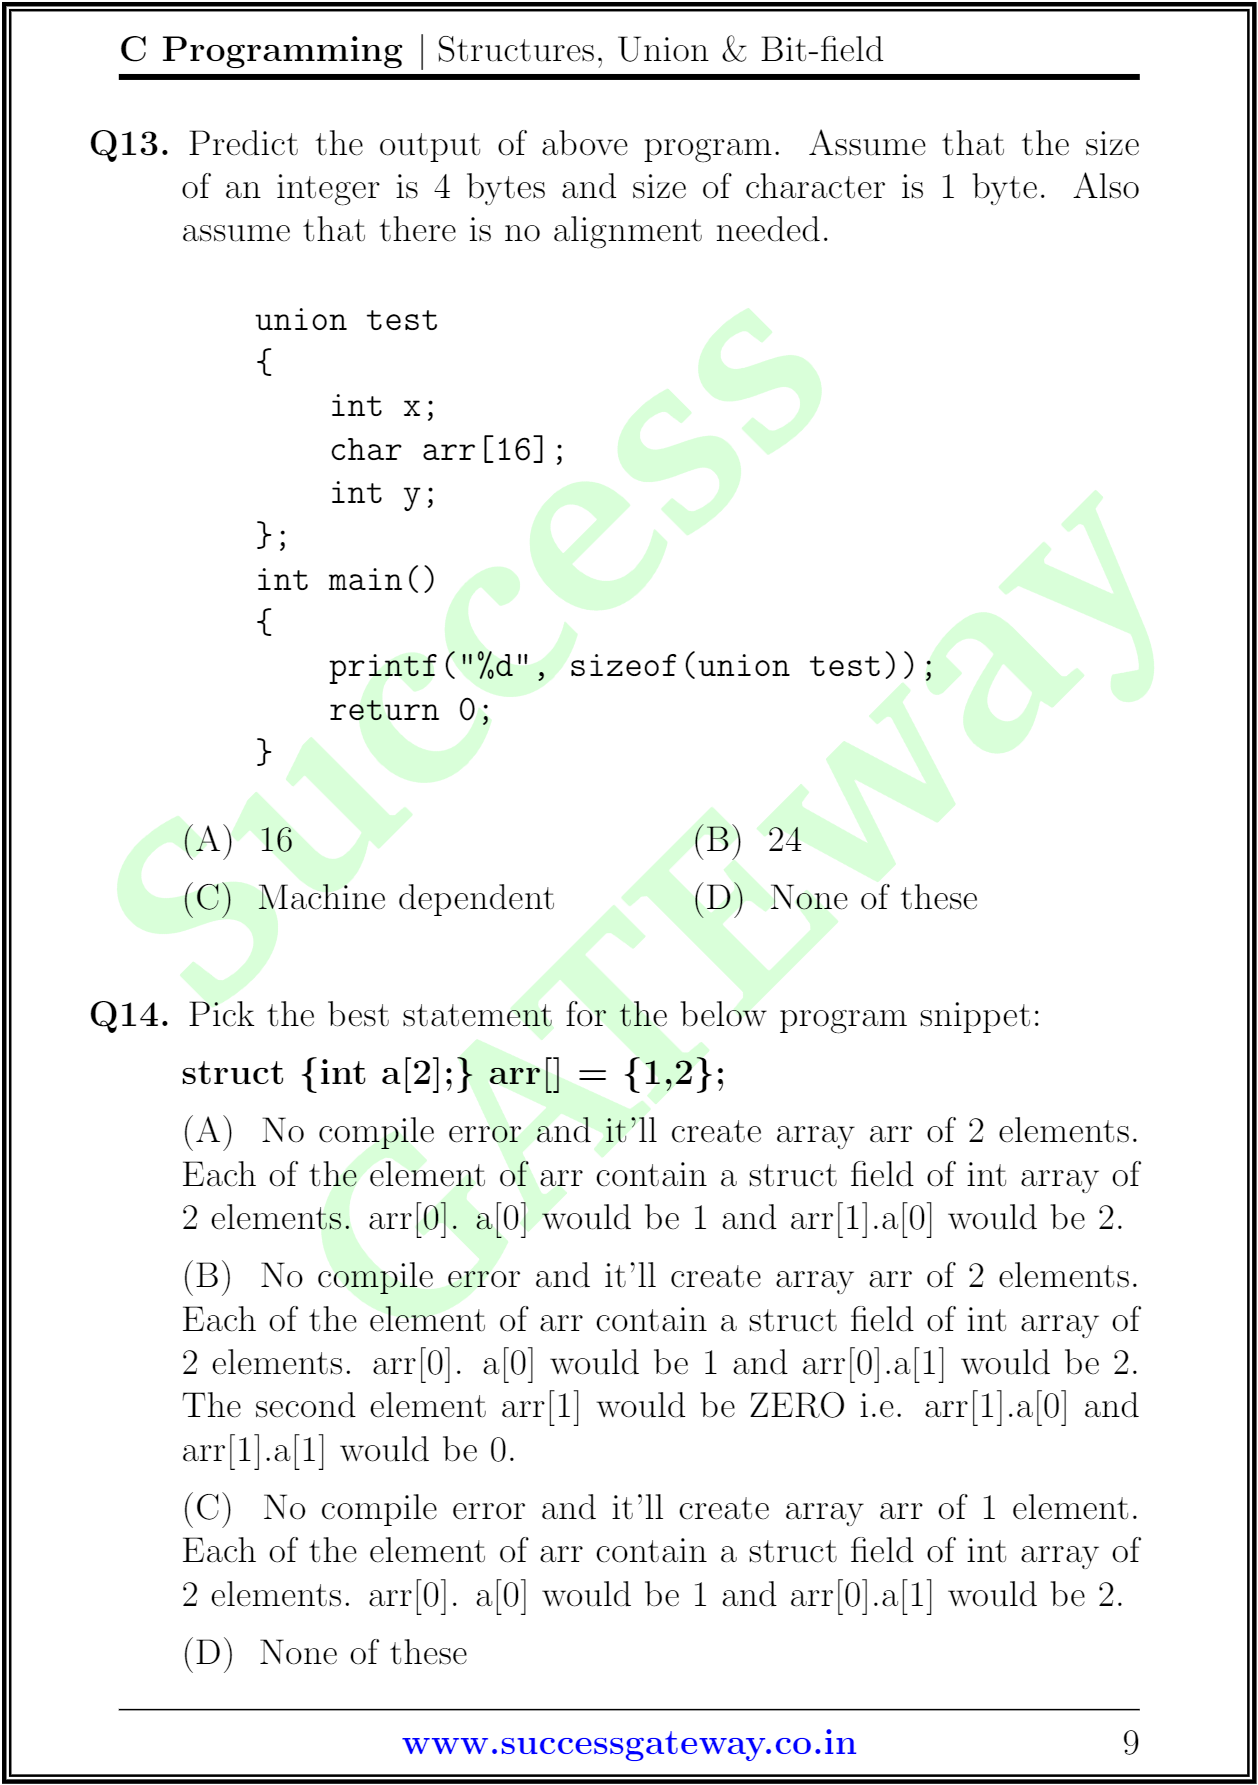 C Programming | Structures, Union & Bit-field
Q13. Predict the output of above program. Assume that the size
of an integer is 4 bytes and size of character is 1 byte. Also
assume that there is no alignment needed.
union test
{
int x;
char arr[16];
int y;
};
int main()
{
printf("%d", sizeof(union test));
return 0;
}
(A) 16 (B) 24
(C) Machine dependent (D) None of these
Q14. Pick the best statement for the below program snippet:
struct {int a[2];} arr[] = {1,2};
(A) No compile error and it'll create array arr of 2 elements.
Each of the element of arr contain a struct field of int array of
2 elements. arr[0]. a[0] would be 1 and arr[1].a[0] would be 2.
(B) No compile error and it'll create array arr of 2 elements.
Each of the element of arr contain a struct field of int array of
2 elements. arr[0]. a[0] would be 1 and arr[0].a[1] would be 2.
The second element arr[1] would be ZERO i.e. arr[1].a[0] and
arr[1].a[1] would be 0.
(C) No compile error and it'll create array arr of 1 element.
Each of the element of arr contain a struct field of int array of
2 elements. arr[0]. a[0] would be 1 and arr[0].a[1] would be 2.
(D) None of these
www.successgateway.co.in 9
Success
GATEway